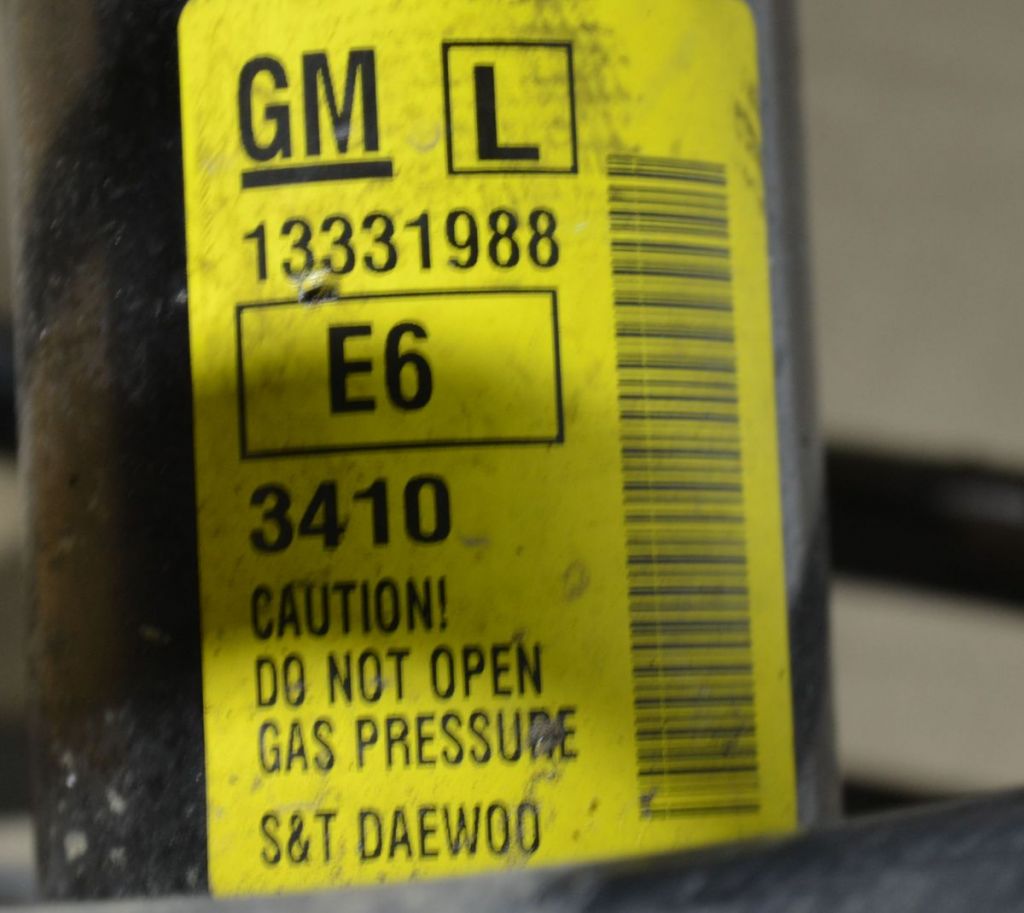 GM L
13331988
E6
3410
CAUTION!
DO NOT OPEN
GAS PRESSURE
S&T DAEWOO